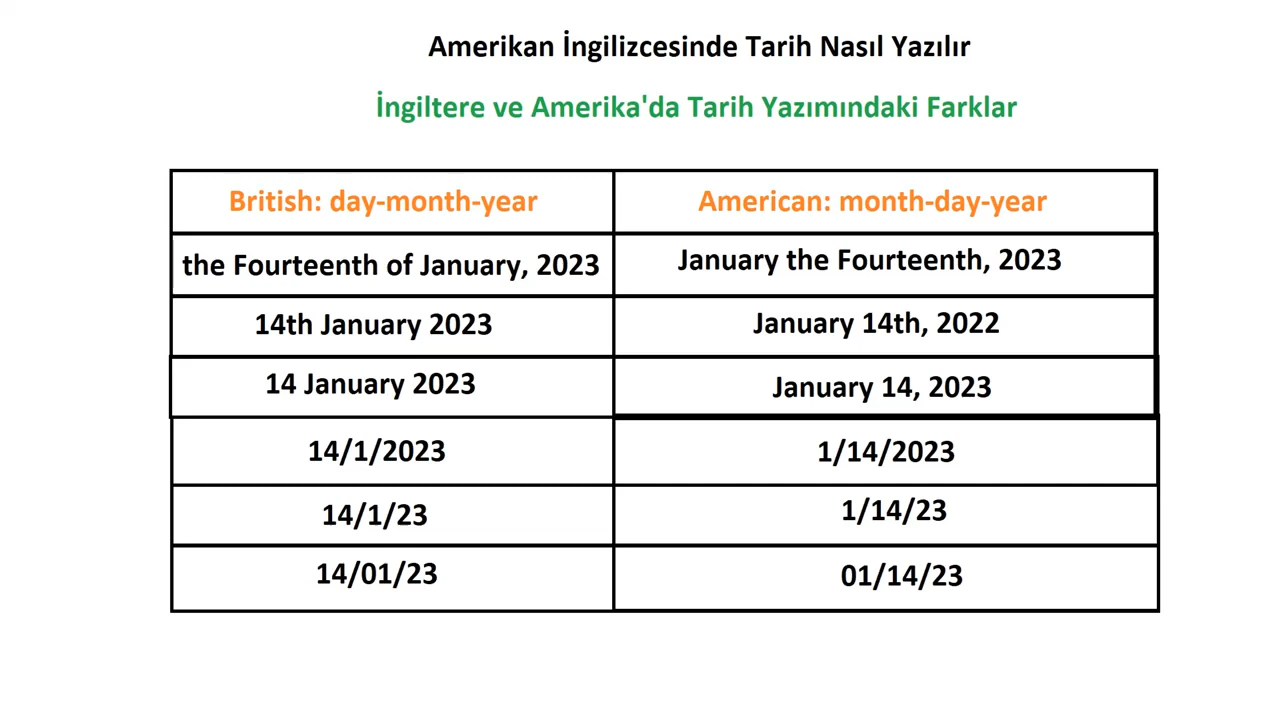 Amerikan İngilizcesinde Tarih Nasıl Yazılır
İngiltere ve Amerika'da Tarih Yazımındaki Farklar
British: day-month-year
American: month-day-year
the Fourteenth of January, 2023
January the Fourteenth, 2023
14th January 2023
January 14th, 2022
14 January 2023
January 14, 2023
14/1/2023
1/14/2023
14/1/23
1/14/23
14/01/23
01/14/23